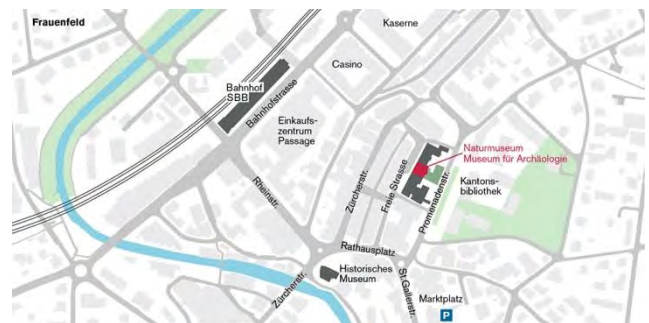 Frauenfeld
Kaserne
Casino
Bahnhof
SBB
Bahnhofstrasse
Einkaufs-
zentrum
Passage
Naturmuseum
Museum für Archäologie
Kantons-
bibliothek
Rheinstr.
Zürcherstr.
Freie Strasse
Promenadenstr.
Rathausplatz
Historisches
Museum
Zürcherstr.
St.Gallerstr.
Marktplatz
P